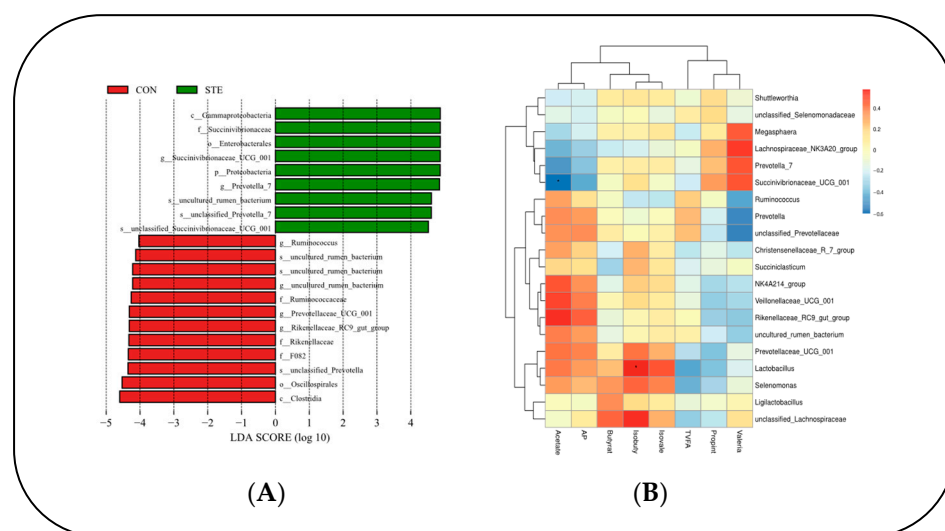 CON STE
c__Gammaproteobacteria
f__Succinivibrionaceae
o__Enterobacterales
g__Succinivibrionaceae_UCG_001
p__Proteobacteria
g__Prevotella_7
s__uncultured_rumen_bacterium
s__unclassified_Prevotella_7
s__unclassified_Succinivibrionaceae_UCG_001
g__Ruminococcus
s__uncultured_rumen_bacterium
s__uncultured_rumen_bacterium
g__uncultured_rumen_bacterium
f__Ruminococcaceae
g__Prevotellaceae_UCG_001
g__Rikenellaceae_RC9_gut_group
f__Rikenellaceae
f__F082
s__unclassified_Prevotella
o__Oscillospirales
c__Clostridia
−5 −4 −3 −2 −1 0 1 2 3 4
LDA SCORE (log 10)
(A)
Shuttleworthia
unclassified_Selenomonadaceae
Megasphaera
Lachnospiraceae_NK3A20_group
Prevotella_7
Succinivibrionaceae_UCG_001
Ruminococcus
Prevotella
unclassified_Prevotellaceae
Christensenellaceae_R_7_group
Succiniclasticum
NK4A214_group
Veillonellaceae_UCG_001
Rikenellaceae_RC9_gut_group
uncultured_rumen_bacterium
Prevotellaceae_UCG_001
Lactobacillus
Selenomonas
Ligilactobacillus
unclassified_Lachnospiraceae
Acetate AP Butyrat Isobuty Isovale TVFA Propint Valeria
0.4
0.2
0
−0.2
−0.4
−0.6
(B)